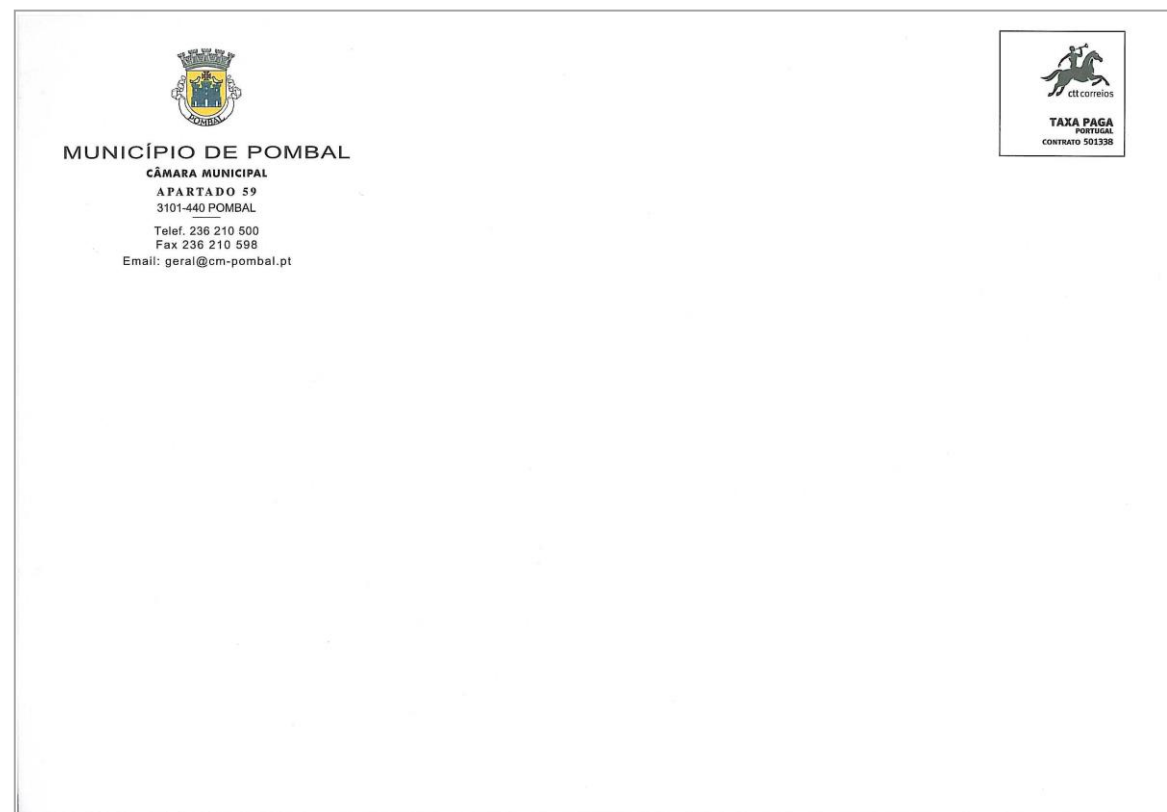 POMBAL
MUNICÍPIO DE POMBAL
CÂMARA MUNICIPAL
APARTADO 59
3101-440 POMBAL
Telef. 236 210 500
Fax 236 210 598
Email: geral@cm-pombal.pt
ctt correios
TAXA PAGA
PORTUGAL
CONTRATO 501338